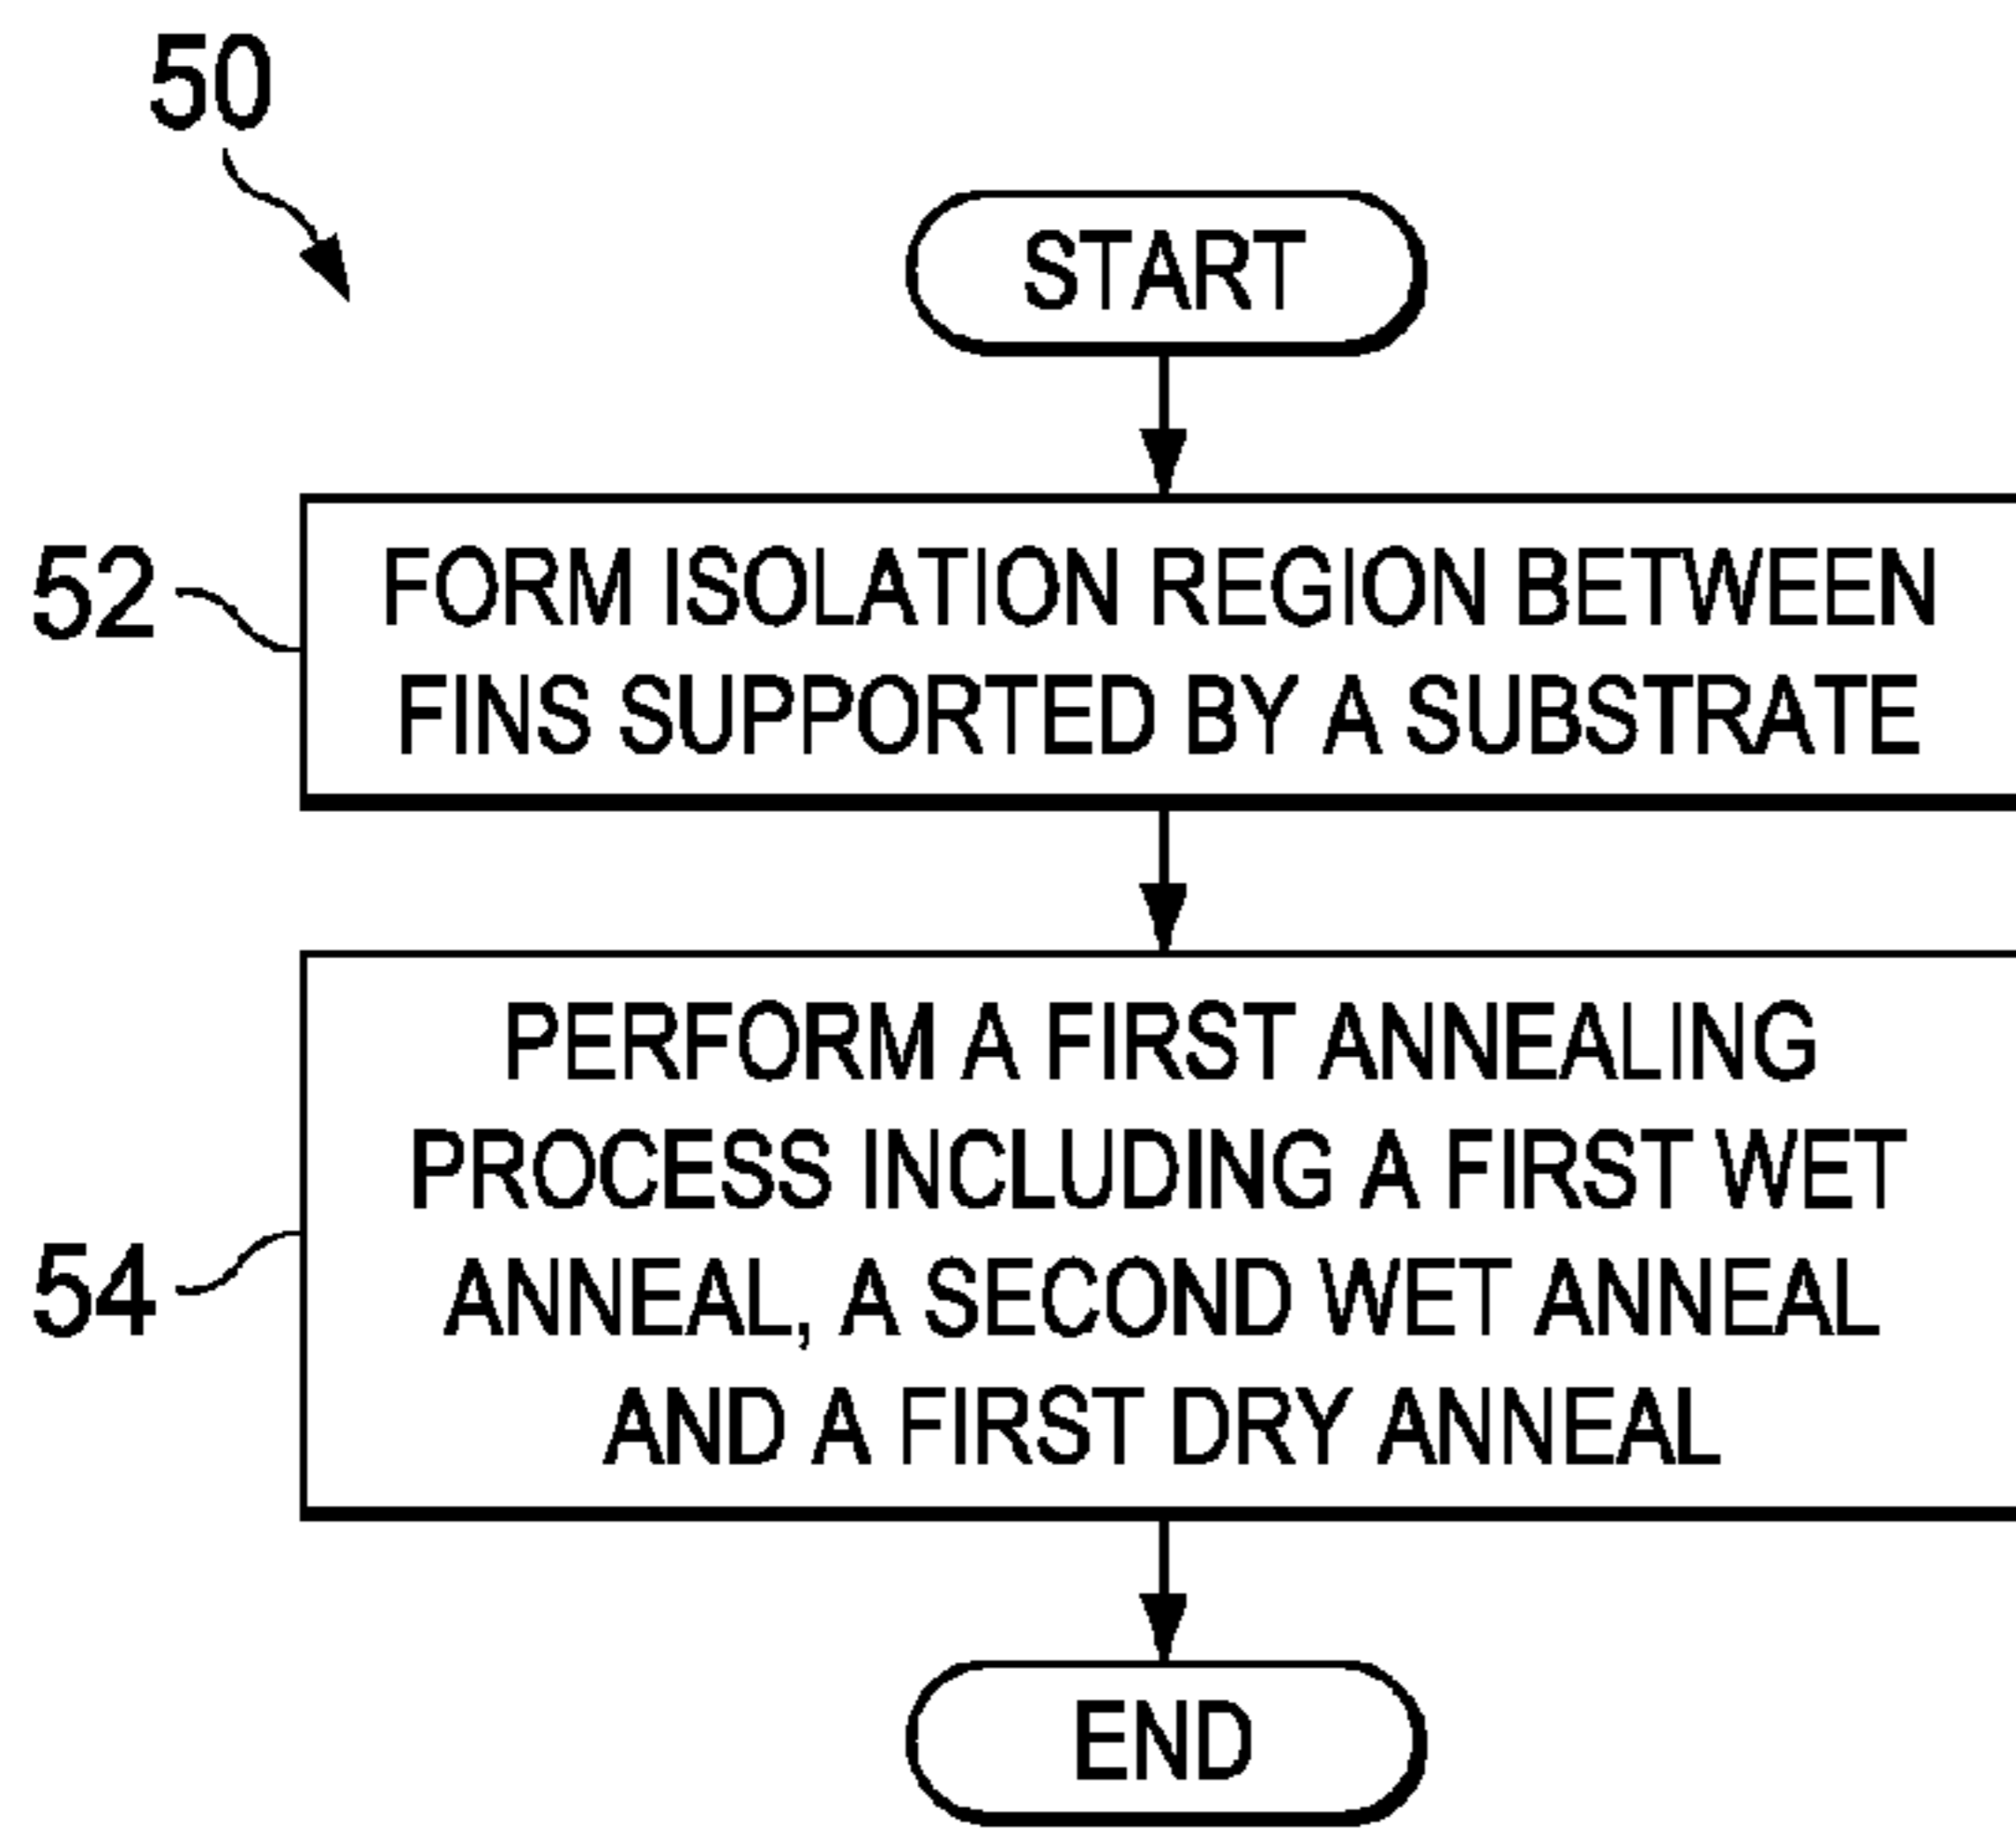 50
START
52
FORM ISOLATION REGION BETWEEN
FINS SUPPORTED BY A SUBSTRATE
54
PERFORM A FIRST ANNEALING
PROCESS INCLUDING A FIRST WET
ANNEAL, A SECOND WET ANNEAL
AND A FIRST DRY ANNEAL
END